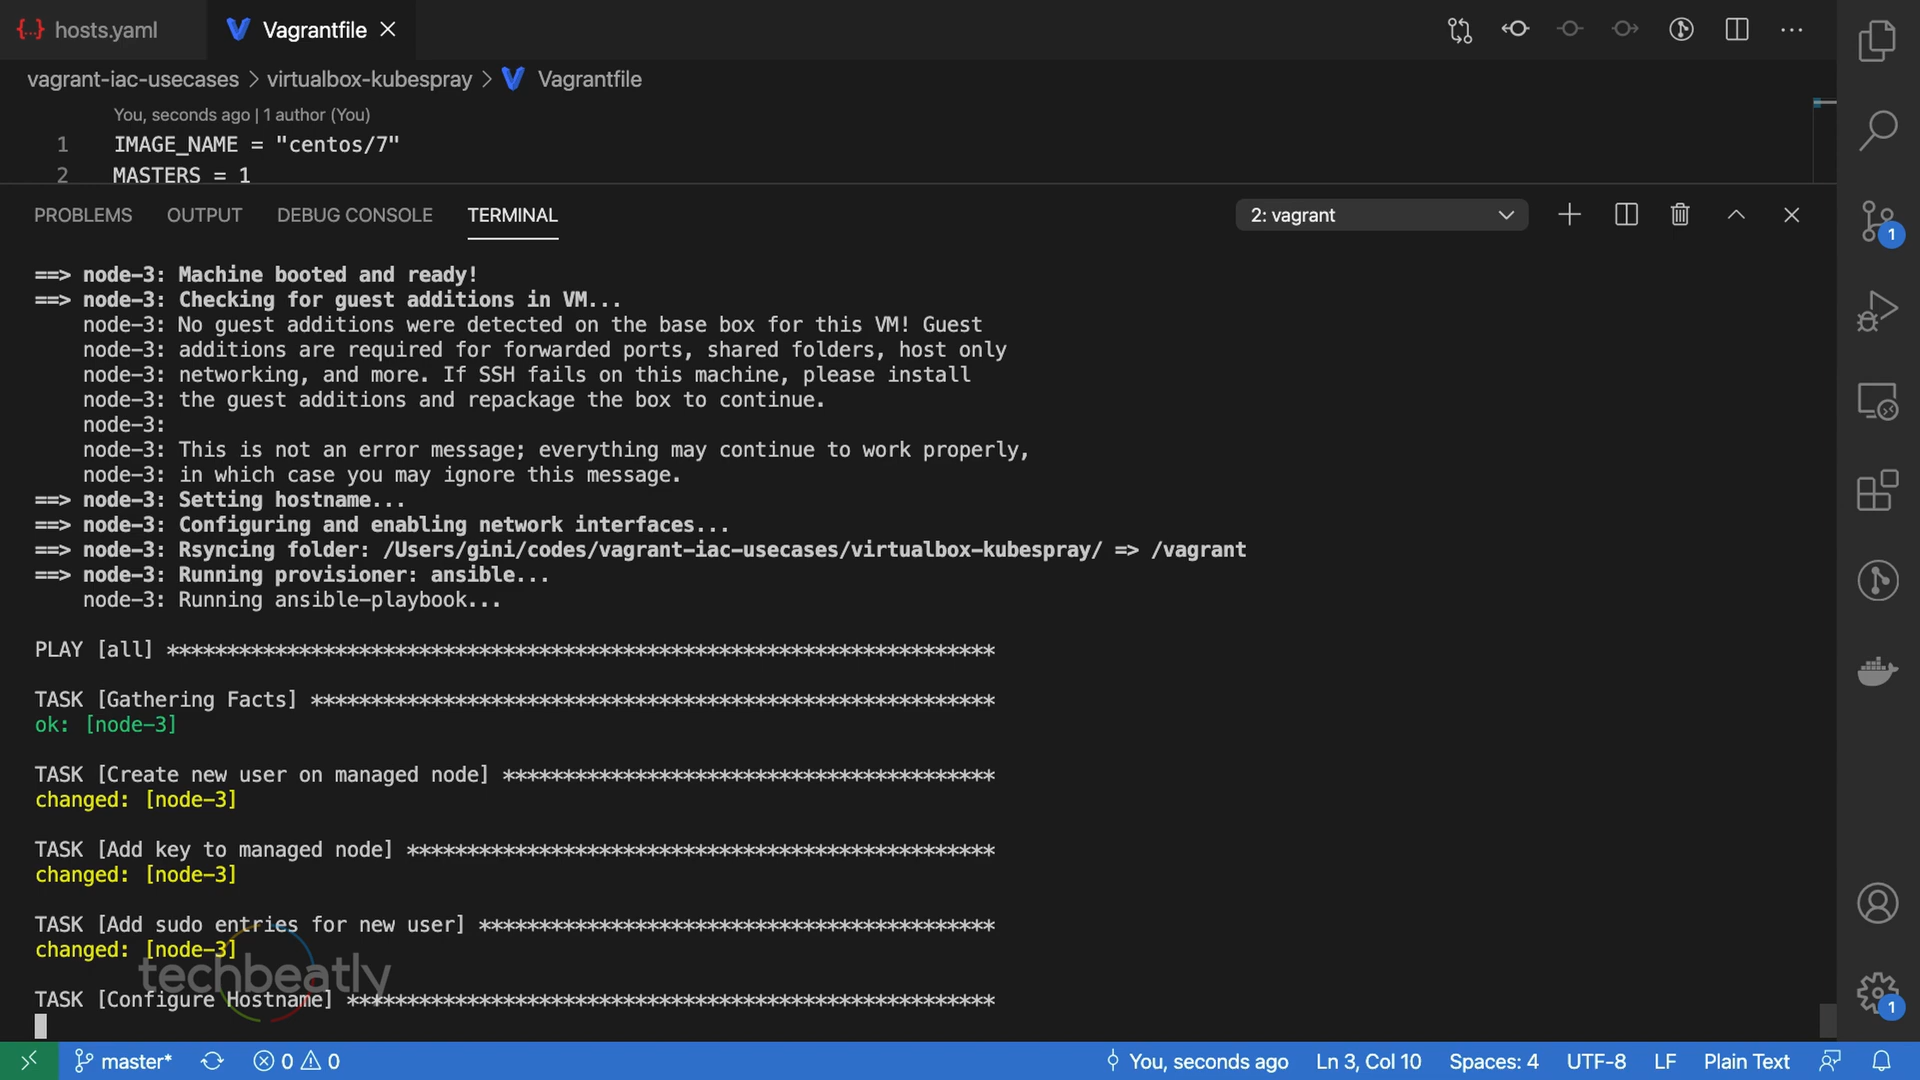 hosts.yaml
Vagrantfile
vagrant-iac-usecases > virtualbox-kubespray > Vagrantfile
You, seconds ago | 1 author (You)
1 IMAGE_NAME = "centos/7"
2 MASTERS = 1
PROBLEMS OUTPUT DEBUG CONSOLE TERMINAL
2: vagrant
==> node-3: Machine booted and ready!
==> node-3: Checking for guest additions in VM...
node-3: No guest additions were detected on the base box for this VM! Guest
node-3: additions are required for forwarded ports, shared folders, host only
node-3: networking, and more. If SSH fails on this machine, please install
node-3: the guest additions and repackage the box to continue.
node-3:
node-3: This is not an error message; everything may continue to work properly,
node-3: in which case you may ignore this message.
==> node-3: Setting hostname...
==> node-3: Configuring and enabling network interfaces...
==> node-3: Rsyncing folder: /Users/gini/codes/vagrant-iac-usecases/virtualbox-kubespray/ => /vagrant
==> node-3: Running provisioner: ansible...
node-3: Running ansible-playbook...
PLAY [all] *********************************************************************
TASK [Gathering Facts] *********************************************************
ok: [node-3]
TASK [Create new user on managed node] *****************************************
changed: [node-3]
TASK [Add key to managed node] *************************************************
changed: [node-3]
TASK [Add sudo entries for new user] *******************************************
changed: [node-3]
techbeatly
TASK [Configure Hostname] ******************************************************
master* 0 0 You, seconds ago Ln 3, Col 10 Spaces: 4 UTF-8 LF Plain Text
1
1